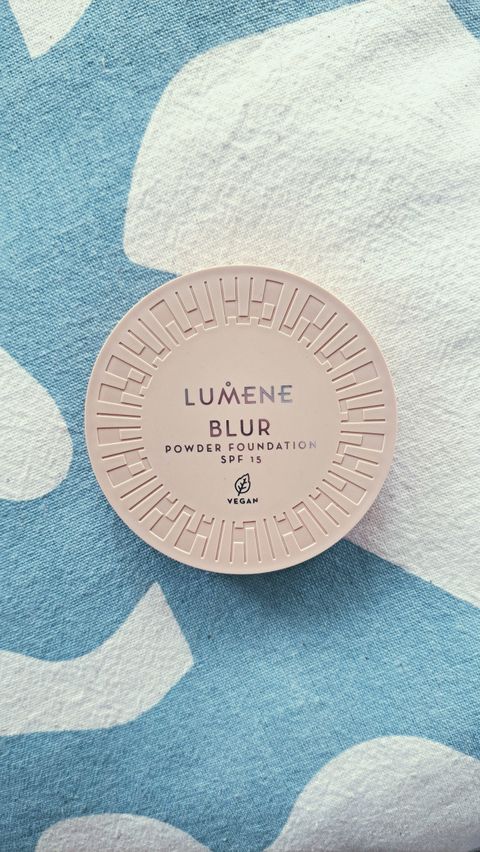 LUMENE
BLUR
POWDER FOUNDATION
SPF 15
VEGAN